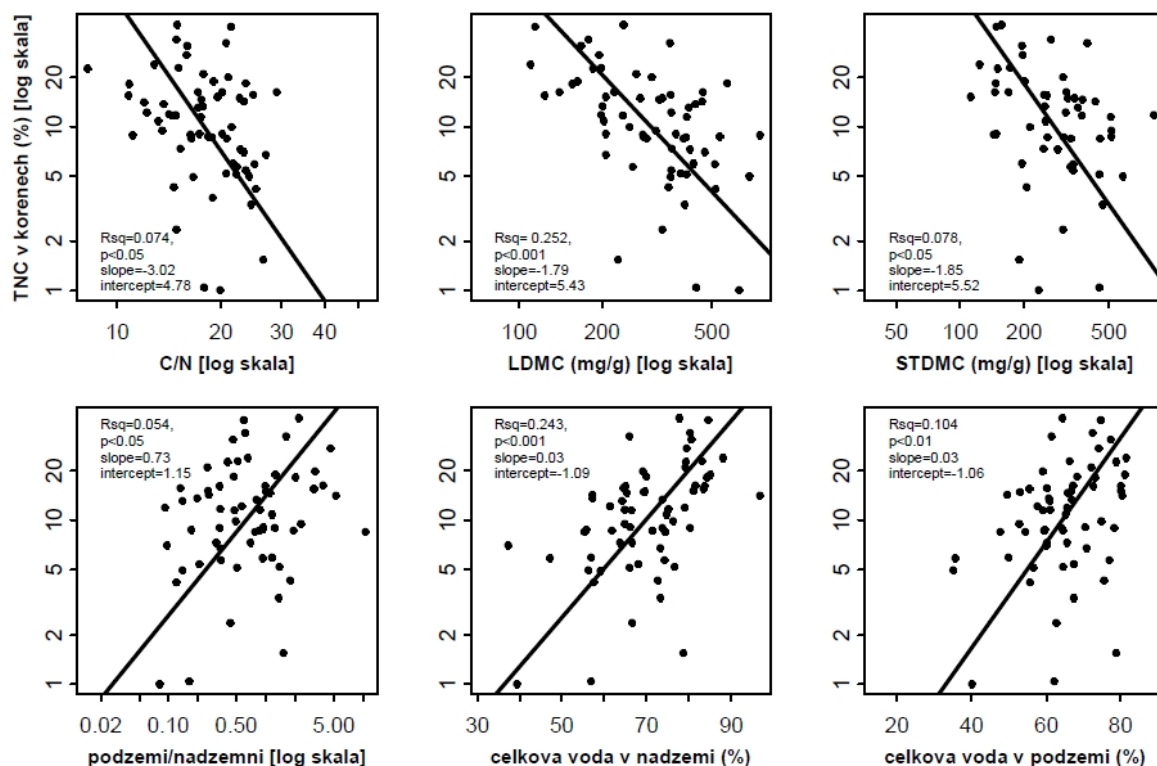 TNC v korenech (%) [log skala]
20
10
5
2
1
Rsq=0.074,
p<0.05
slope=-3.02
intercept=4.78
10 20 30 40
C/N [log skala]
20
10
5
2
1
Rsq= 0.252,
p<0.001
slope=-1.79
intercept=5.43
100 200 500
LDMC (mg/g) [log skala]
20
10
5
2
1
Rsq=0.078,
p<0.05
slope=-1.85
intercept=5.52
50 100 200 500
STDMC (mg/g) [log skala]
20
10
5
2
1
Rsq=0.054,
p<0.05
slope=0.73
intercept=1.15
0.02 0.10 0.50 5.00
podzemi/nadzemni [log skala]
20
10
5
2
1
Rsq=0.243,
p<0.001
slope=0.03
intercept=-1.09
30 50 70 90
celkova voda v nadzemi (%)
20
10
5
2
1
Rsq=0.104
p<0.01
slope=0.03
intercept=-1.06
20 40 60 80
celkova voda v podzemi (%)